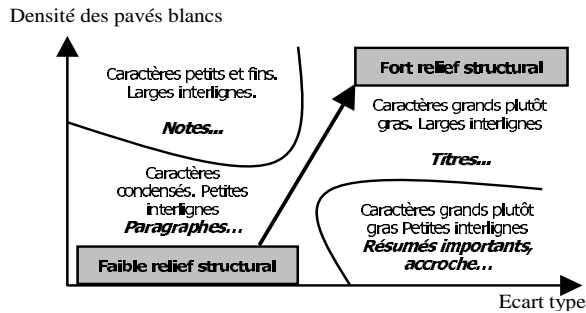 Densité des pavés blancs
Caractères petits et fins.
Larges interlignes.
Notes...
Fort relief structural
Caractères grands plutôt
gras. Larges interlignes
Titres...
Caractères
condensés. Petites
interlignes
Paragraphes...
Caractères grands plutôt
gras Petites interlignes
Résumés importants,
accroche...
Faible relief structural
Ecart type